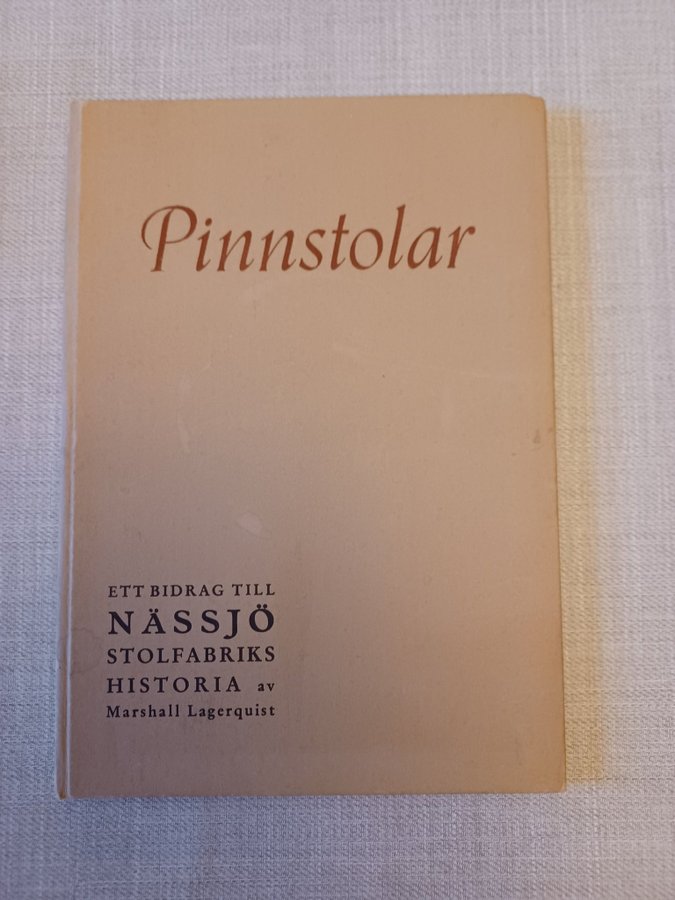 Pinnstolar
ETT BIDRAG TILL
NÄSSJÖ
STOLFABRIKS
HISTORIA av
Marshall Lagerquist